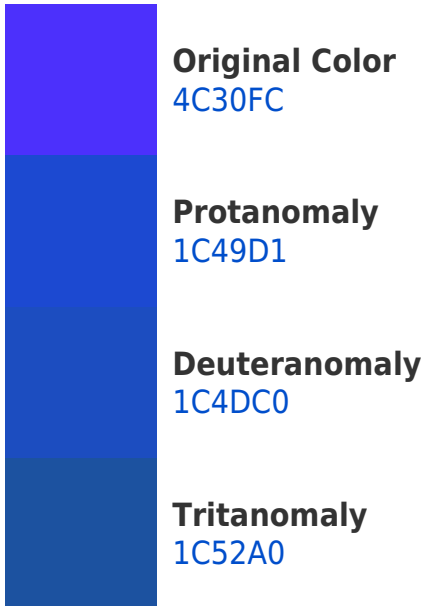 Original Color
4C30FC
Protanomaly
1C49D1
Deuteranomaly
1C4DC0
Tritanomaly
1C52A0